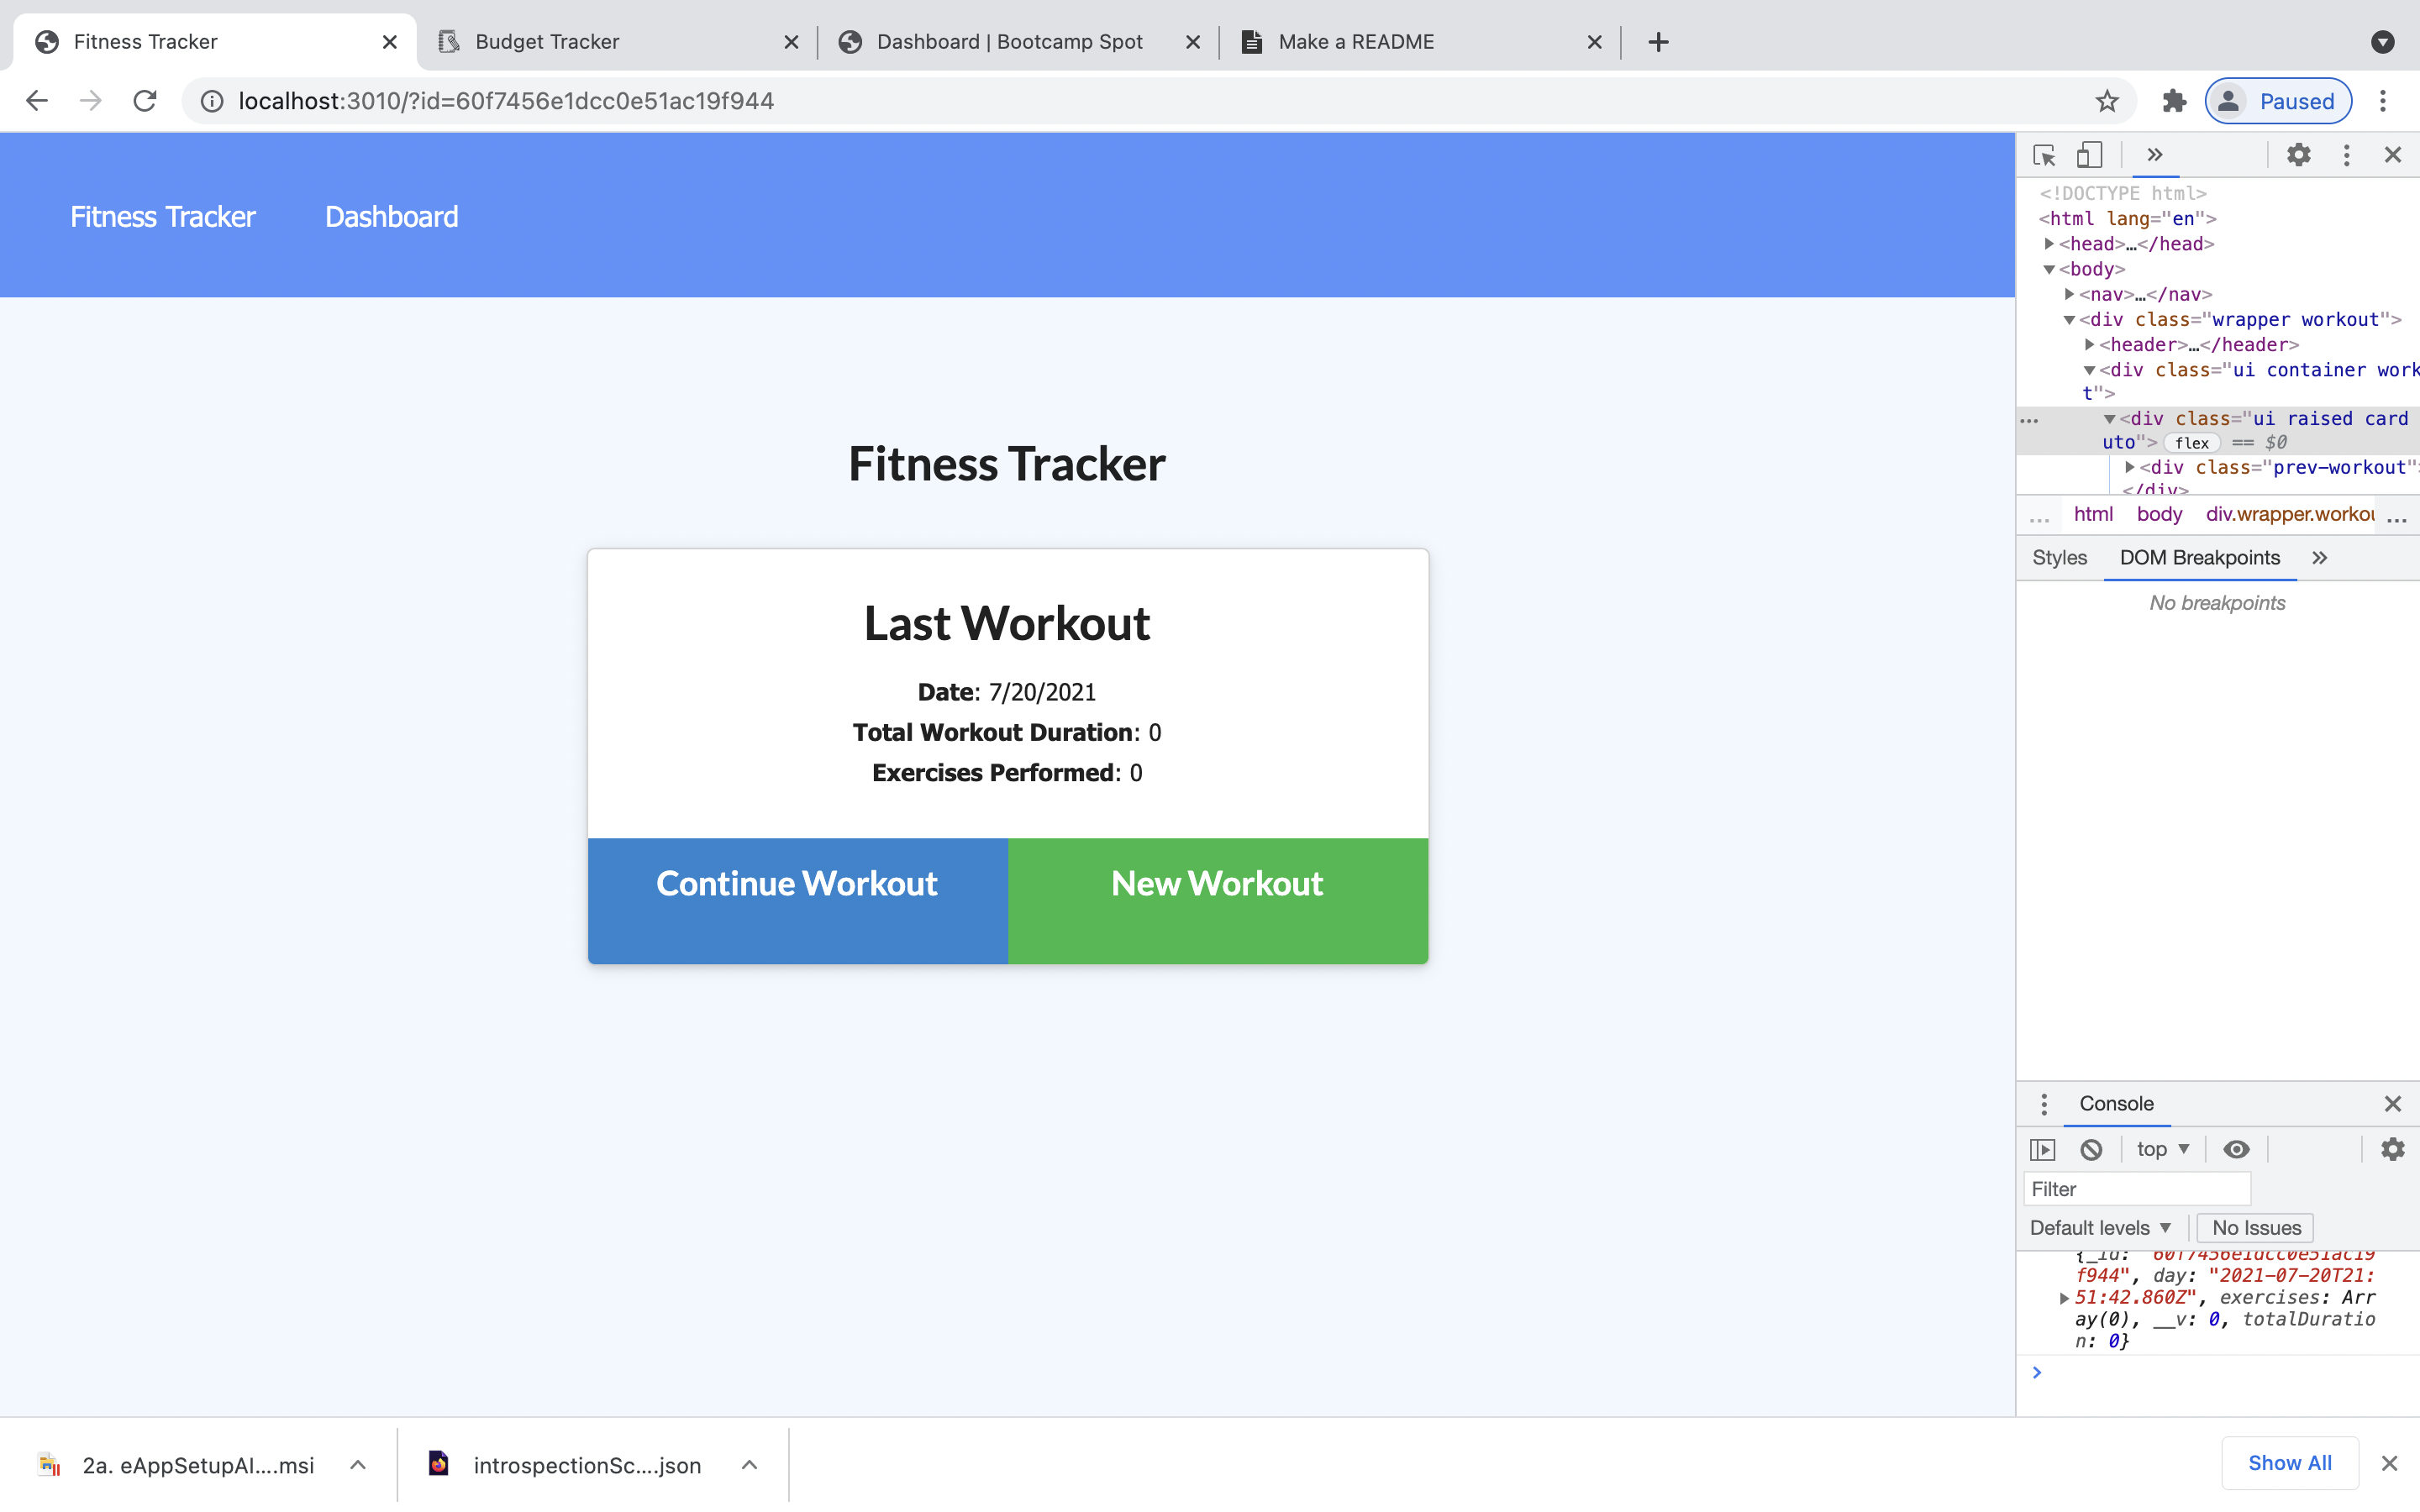 Fitness Tracker
Budget Tracker
Dashboard | Bootcamp Spot
Make a README
localhost:3010/?id=60f7456e1dcc0e51ac19f944
Paused
Fitness Tracker Dashboard
Fitness Tracker
Last Workout
Date: 7/20/2021
Total Workout Duration: 0
Exercises Performed: 0
Continue Workout
New Workout
<!DOCTYPE html>
<html lang="en">
<head>…</head>
<body>
<nav>…</nav>
<div class="wrapper workout">
<header>…</header>
<div class="ui container work
t">
<div class="ui raised card
uto"> flex == $0
<div class="prev-workout"
</div>
... html body div.wrapper.workou ...
Styles DOM Breakpoints
No breakpoints
Console
top
Filter
Default levels No Issues
{_id: "60f7456e1dcc0e51ac19
f944", day: "2021-07-20T21:
51:42.860Z", exercises: Arr
ay(0), __v: 0, totalDuratio
n: 0}
2a. eAppSetupAI....msi
introspectionSc....json
Show All